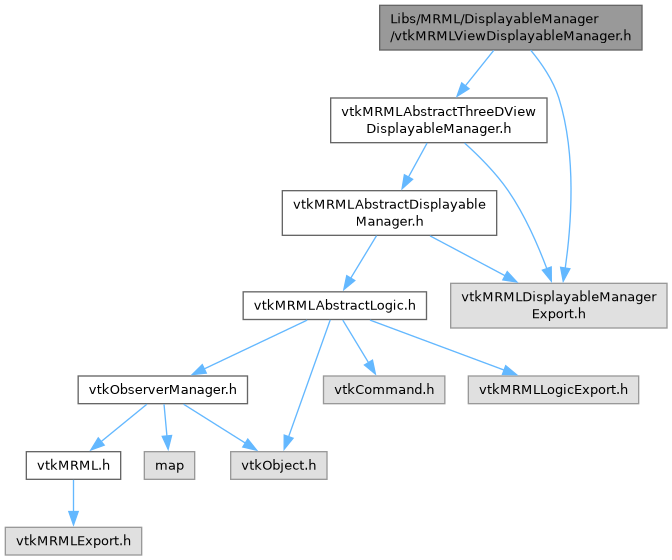 Libs/MRML/DisplayableManager
/vtkMRMLViewDisplayableManager.h
vtkMRMLAbstractThreeDView
DisplayableManager.h
vtkMRMLAbstractDisplayable
Manager.h
vtkMRMLDisplayableManager
Export.h
vtkMRMLAbstractLogic.h
vtkObserverManager.h
vtkCommand.h
vtkMRMLLogicExport.h
vtkMRML.h
map
vtkObject.h
vtkMRMLExport.h